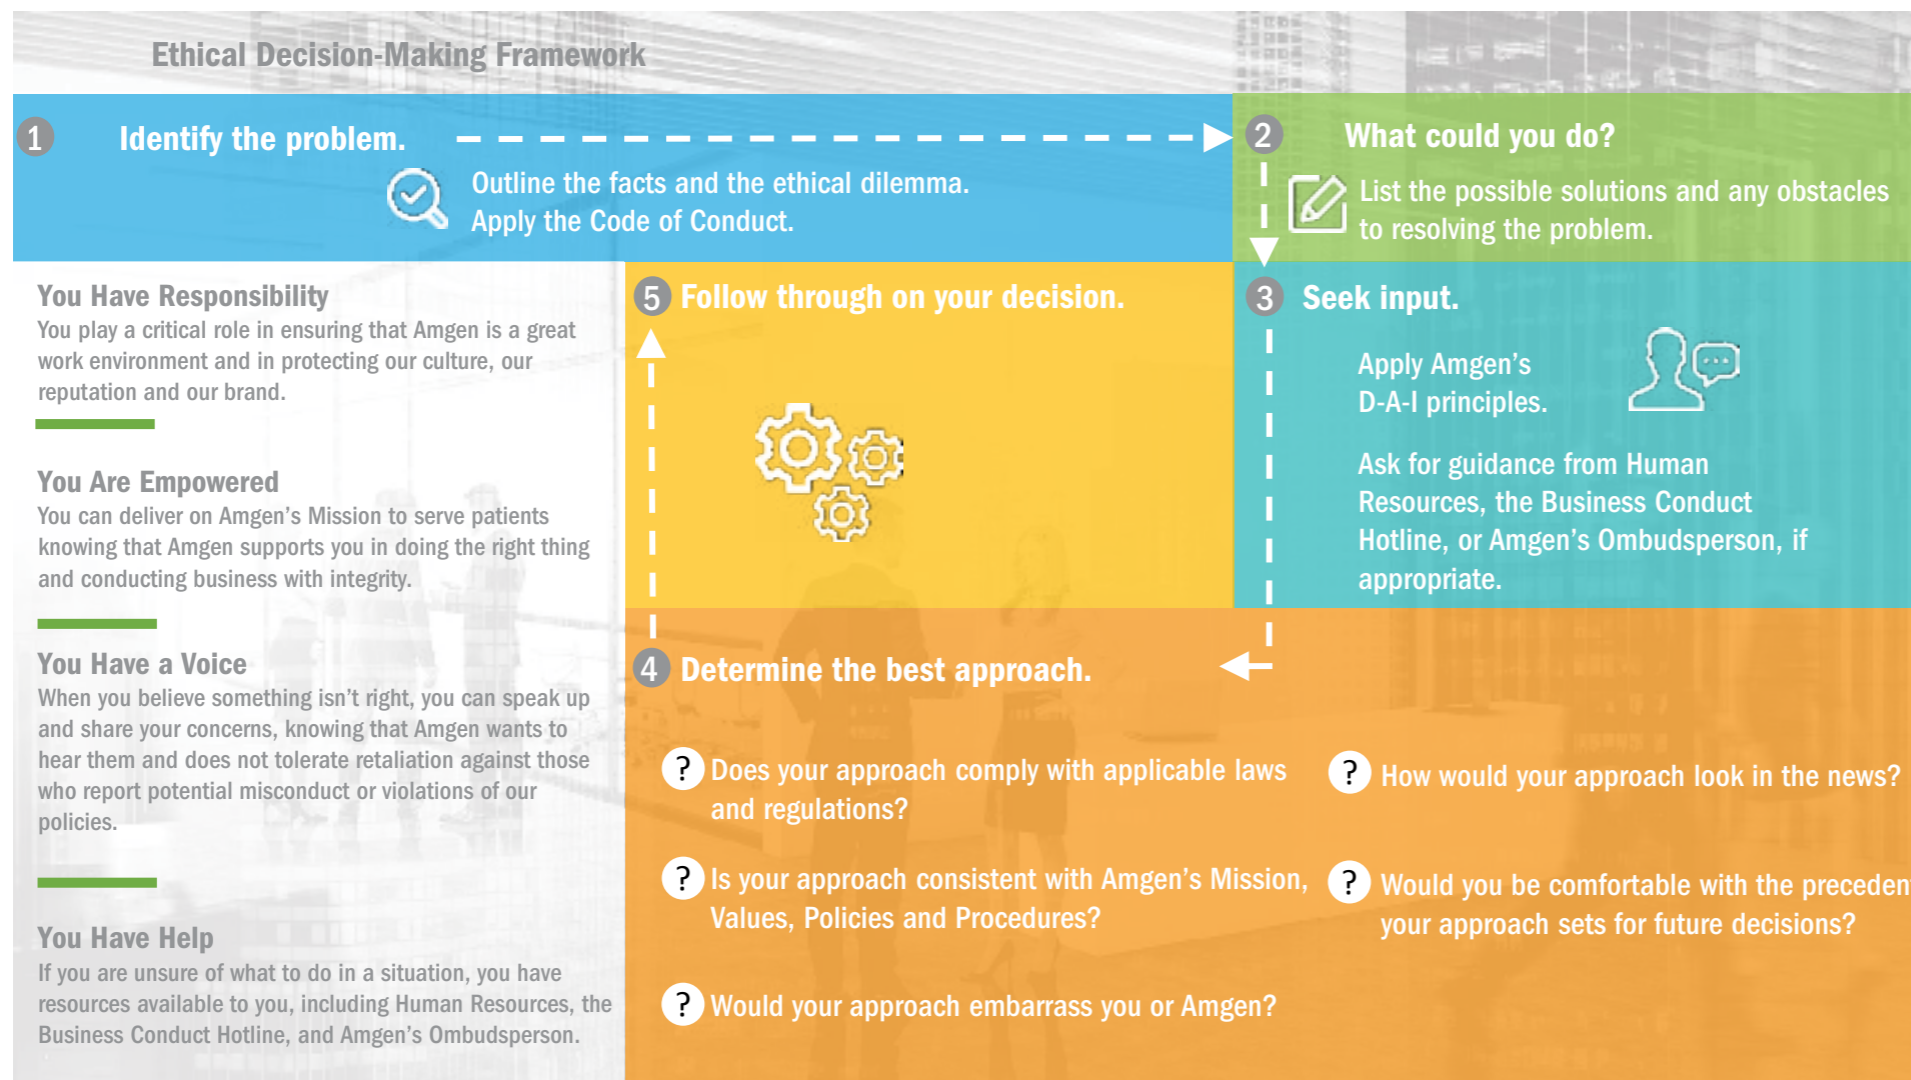 Ethical Decision-Making Framework
1 Identify the problem.
Outline the facts and the ethical dilemma.
Apply the Code of Conduct.
2 What could you do?
List the possible solutions and any obstacles
to resolving the problem.
You Have Responsibility
You play a critical role in ensuring that Amgen is a great
work environment and in protecting our culture, our
reputation and our brand.
You Are Empowered
You can deliver on Amgen's Mission to serve patients
knowing that Amgen supports you in doing the right thing
and conducting business with integrity.
You Have a Voice
When you believe something isn't right, you can speak up
and share your concerns, knowing that Amgen wants to
hear them and does not tolerate retaliation against those
who report potential misconduct or violations of our
policies.
You Have Help
If you are unsure of what to do in a situation, you have
resources available to you, including Human Resources, the
Business Conduct Hotline, and Amgen's Ombudsperson.
3 Seek input.
Apply Amgen's
D-A-I principles.
Ask for guidance from Human
Resources, the Business Conduct
Hotline, or Amgen's Ombudsperson, if
appropriate.
4 Determine the best approach.
? Does your approach comply with applicable laws
and regulations?
? Is your approach consistent with Amgen's Mission,
Values, Policies and Procedures?
? Would your approach embarrass you or Amgen?
? How would your approach look in the news?
? Would you be comfortable with the preceden
your approach sets for future decisions?
5 Follow through on your decision.